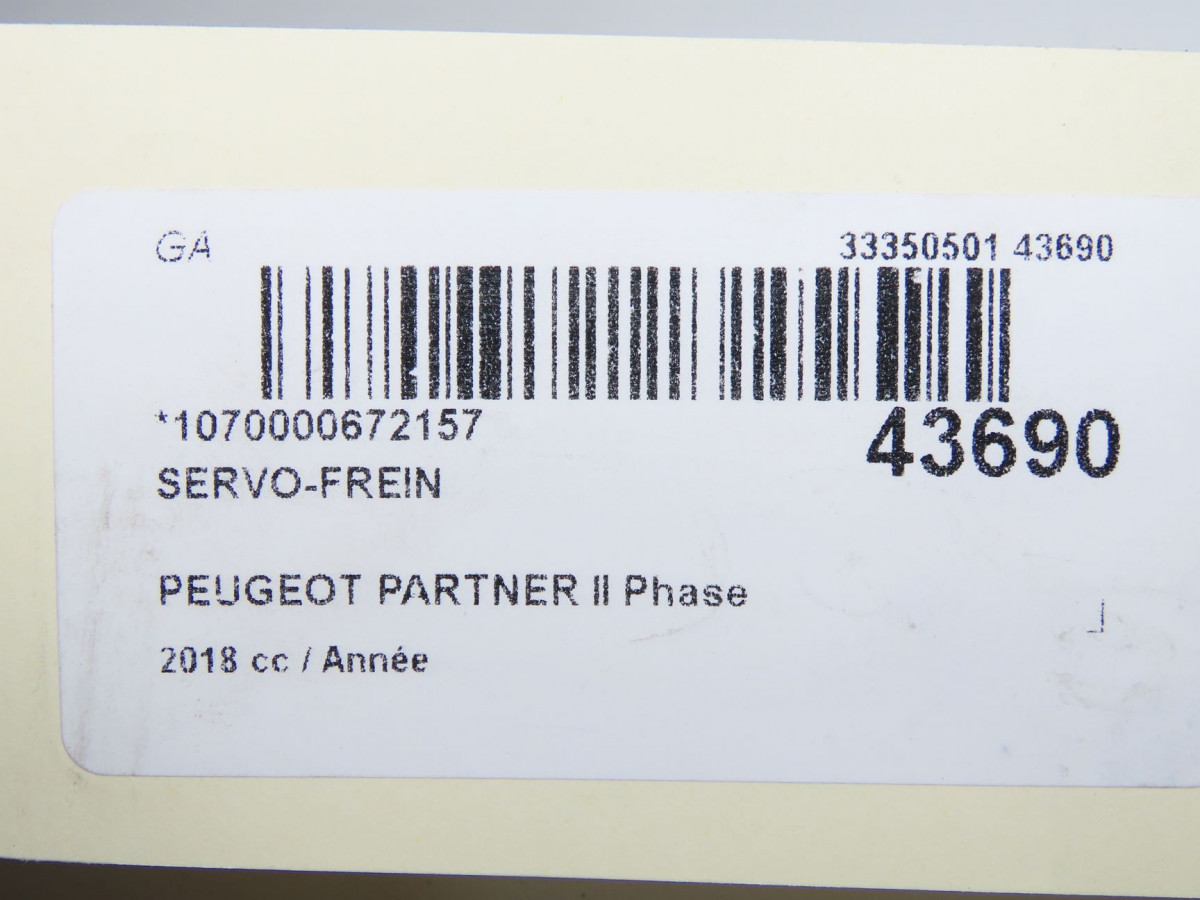 GA
33350501 43690
*1070000672157
43690
SERVO-FREIN
PEUGEOT PARTNER II Phase
2018 cc / Année